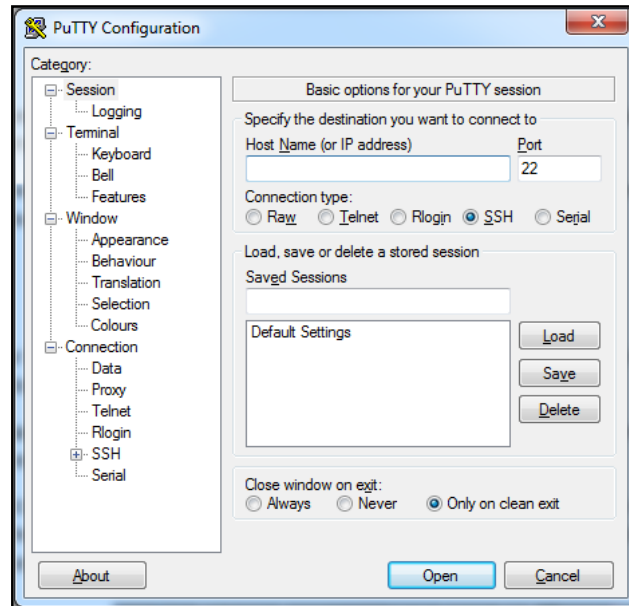 PuTTY Configuration
Category:
Session
Logging
Terminal
Keyboard
Bell
Features
Window
Appearance
Behaviour
Translation
Selection
Colours
Connection
Data
Proxy
Telnet
Rlogin
SSH
Serial
Basic options for your PuTTY session
Specify the destination you want to connect to
Host Name (or IP address) Port
22
Connection type:
Raw Telnet Rlogin SSH Serial
Load, save or delete a stored session
Saved Sessions
Default Settings
Load
Save
Delete
Close window on exit:
Always Never Only on clean exit
About Open Cancel